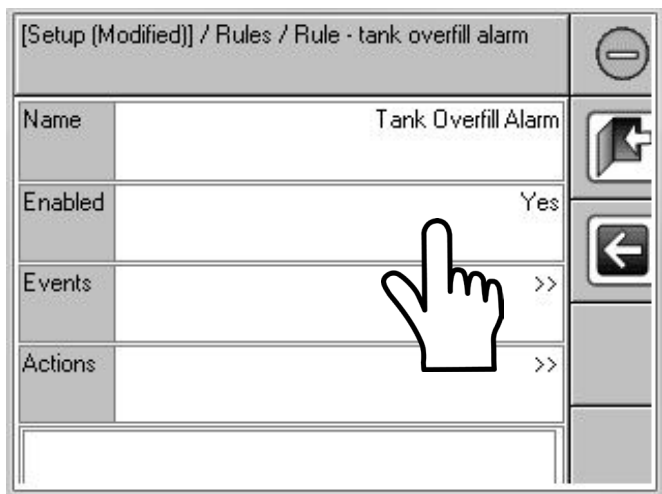 [Setup (Modified)] / Rules / Rule - tank overfill alarm
Name Tank Overfill Alarm
Enabled Yes
Events >>
Actions >>